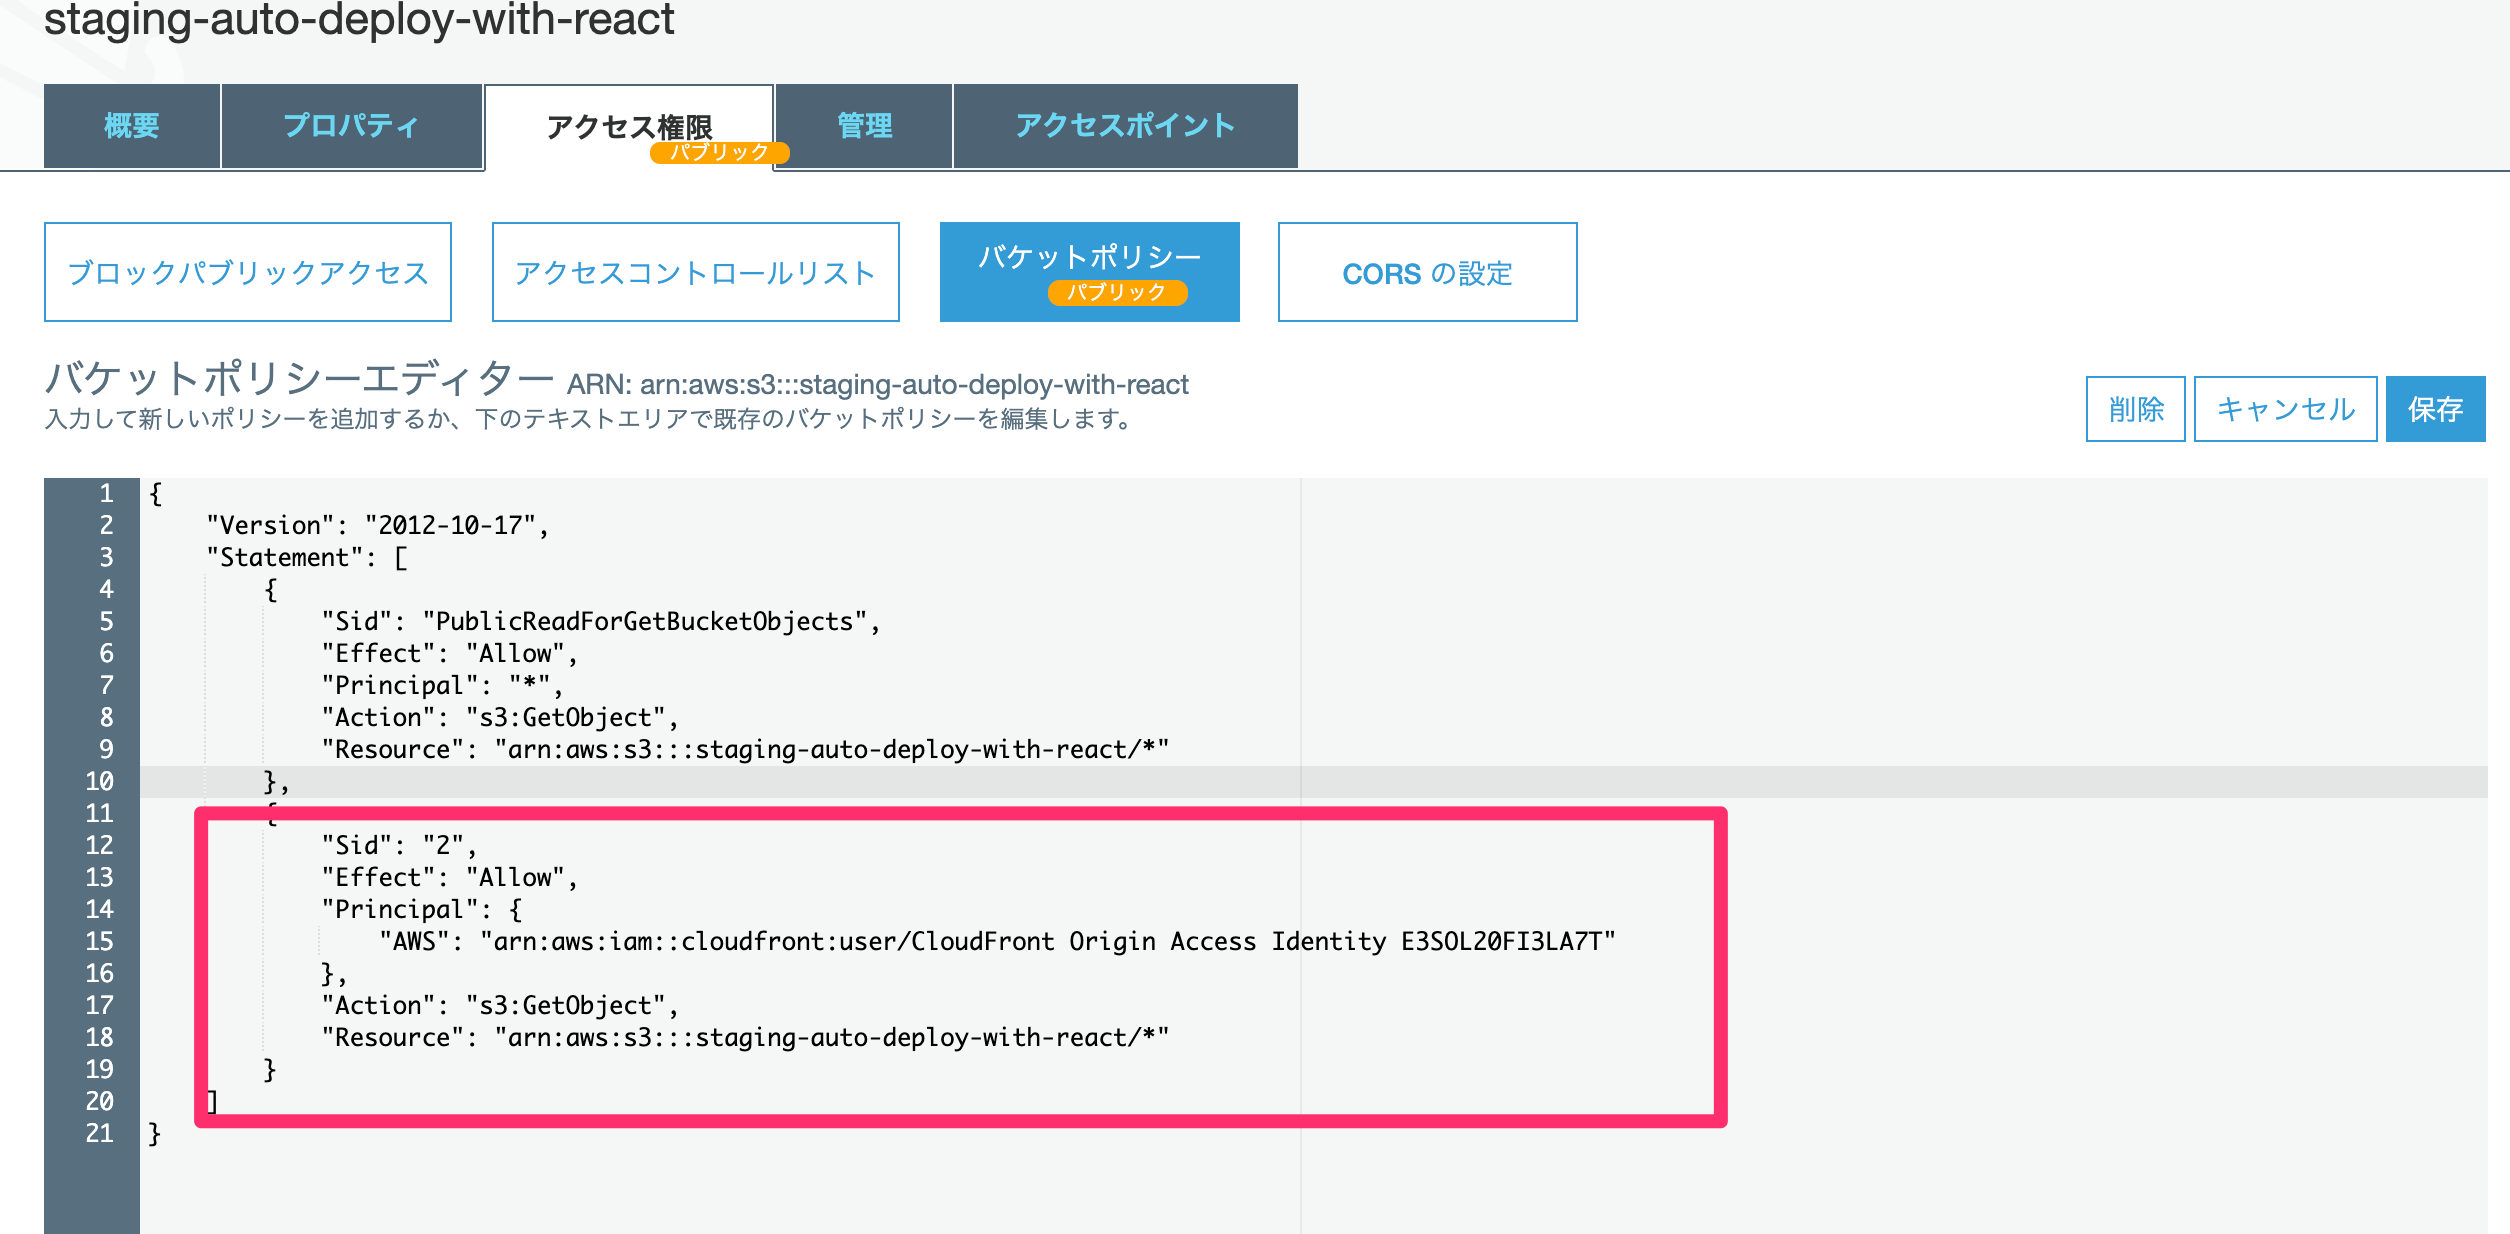 staging-auto-deploy-with-react
概要 プロパティ アクセス権限 管理 アクセスポイント
パブリック
ブロックパブリックアクセス アクセスコントロールリスト バケットポリシー CORS の設定
パブリック
バケットポリシーエディター ARN: arn:aws:s3:::staging-auto-deploy-with-react
入力して新しいポリシーを追加するか、下のテキストエリアで既存のバケットポリシーを編集します。
削除 キャンセル 保存
1 {
2     "Version": "2012-10-17",
3     "Statement": [
4         {
5             "Sid": "PublicReadForGetBucketObjects",
6             "Effect": "Allow",
7             "Principal": "*",
8             "Action": "s3:GetObject",
9             "Resource": "arn:aws:s3:::staging-auto-deploy-with-react/*"
10         },
11         {
12             "Sid": "2",
13             "Effect": "Allow",
14             "Principal": {
15                 "AWS": "arn:aws:iam::cloudfront:user/CloudFront Origin Access Identity E3SOL20FI3LA7T"
16             },
17             "Action": "s3:GetObject",
18             "Resource": "arn:aws:s3:::staging-auto-deploy-with-react/*"
19         }
20     ]
21 }